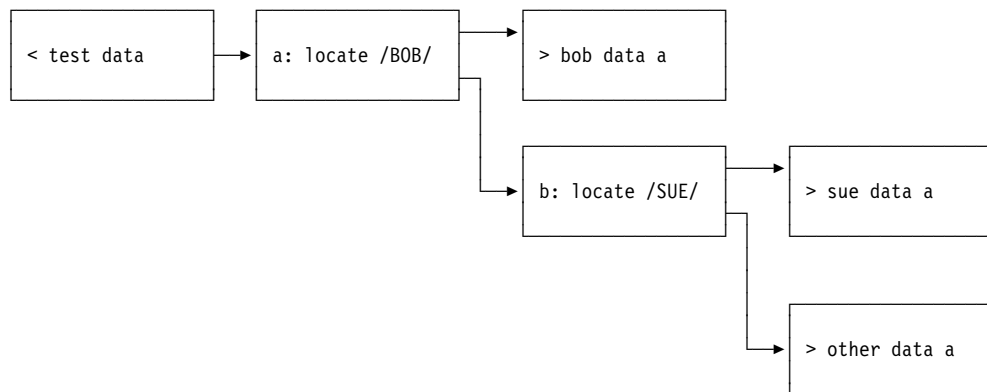 < test data
a: locate /BOB/
> bob data a
b: locate /SUE/
> sue data a
> other data a